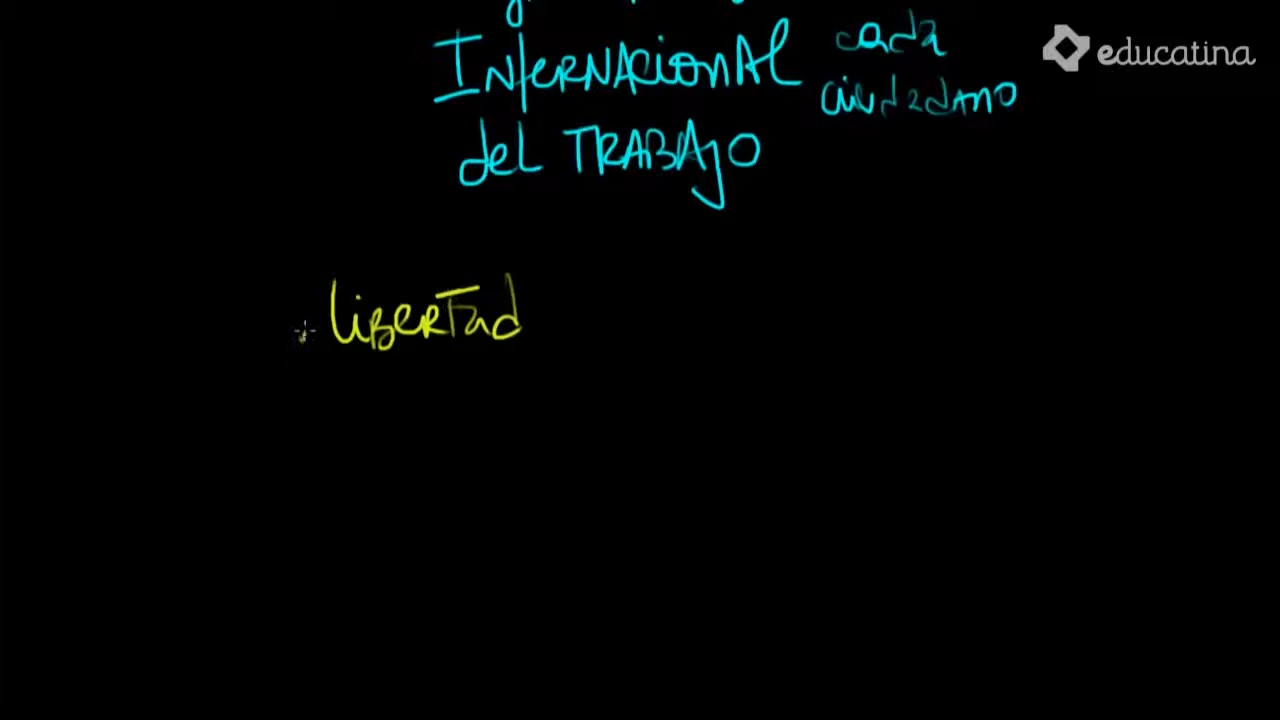 INTERNACIONAL
del TRABAJO
cada
ciudadano
educatina
libertad